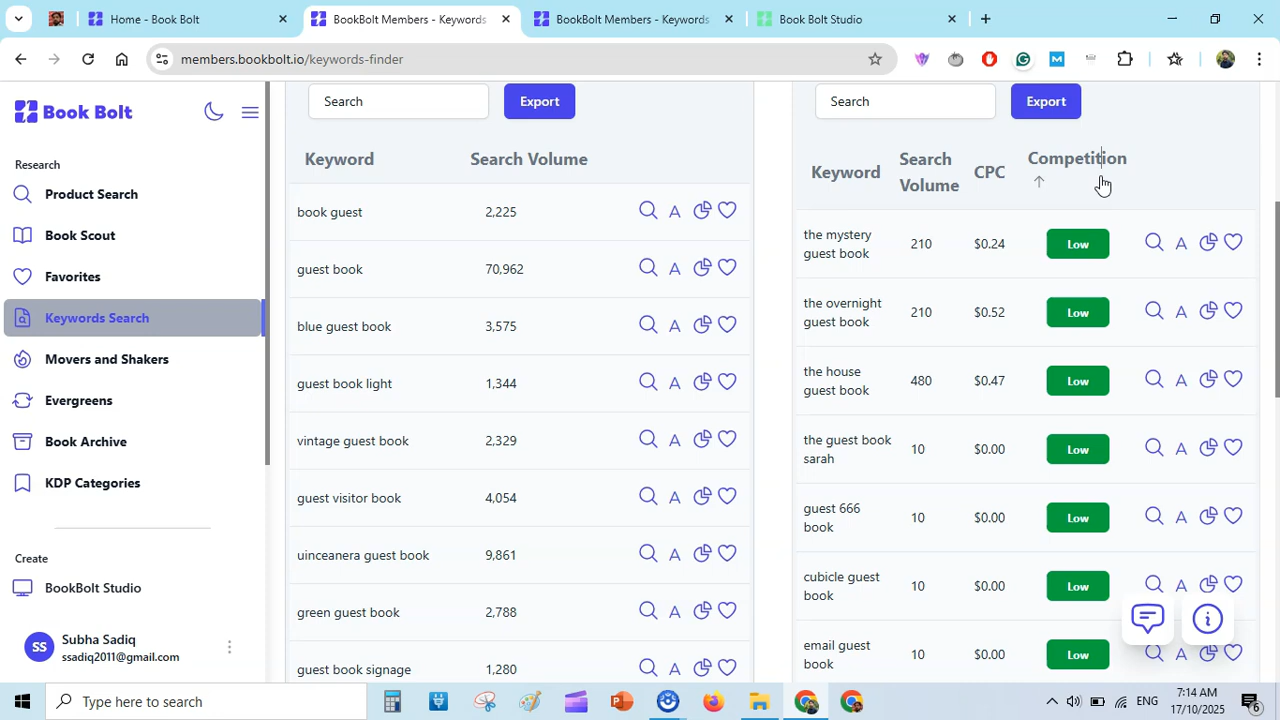 Home - Book Bolt
BookBolt Members - Keywords
BookBolt Members - Keywords
Book Bolt Studio
members.bookbolt.io/keywords-finder
Book Bolt
Research
Product Search
Book Scout
Favorites
Keywords Search
Movers and Shakers
Evergreens
Book Archive
KDP Categories
Create
BookBolt Studio
SS
Subha Sadiq
ssadiq2011@gmail.com
Search
Export
Keyword Search Volume
book guest 2,225
guest book 70,962
blue guest book 3,575
guest book light 1,344
vintage guest book 2,329
guest visitor book 4,054
uinceanera guest book 9,861
green guest book 2,788
guest book signage 1,280
Search
Export
Keyword
Search
Volume
CPC
Competition
the mystery
guest book
210 $0.24 Low
the overnight
guest book
210 $0.52 Low
the house
guest book
480 $0.47 Low
the guest book
sarah
10 $0.00 Low
guest 666
book
10 $0.00 Low
cubicle guest
book
10 $0.00 Low
email guest
book
10 $0.00 Low
Type here to search
ENG
7:14 AM
17/10/2025
6